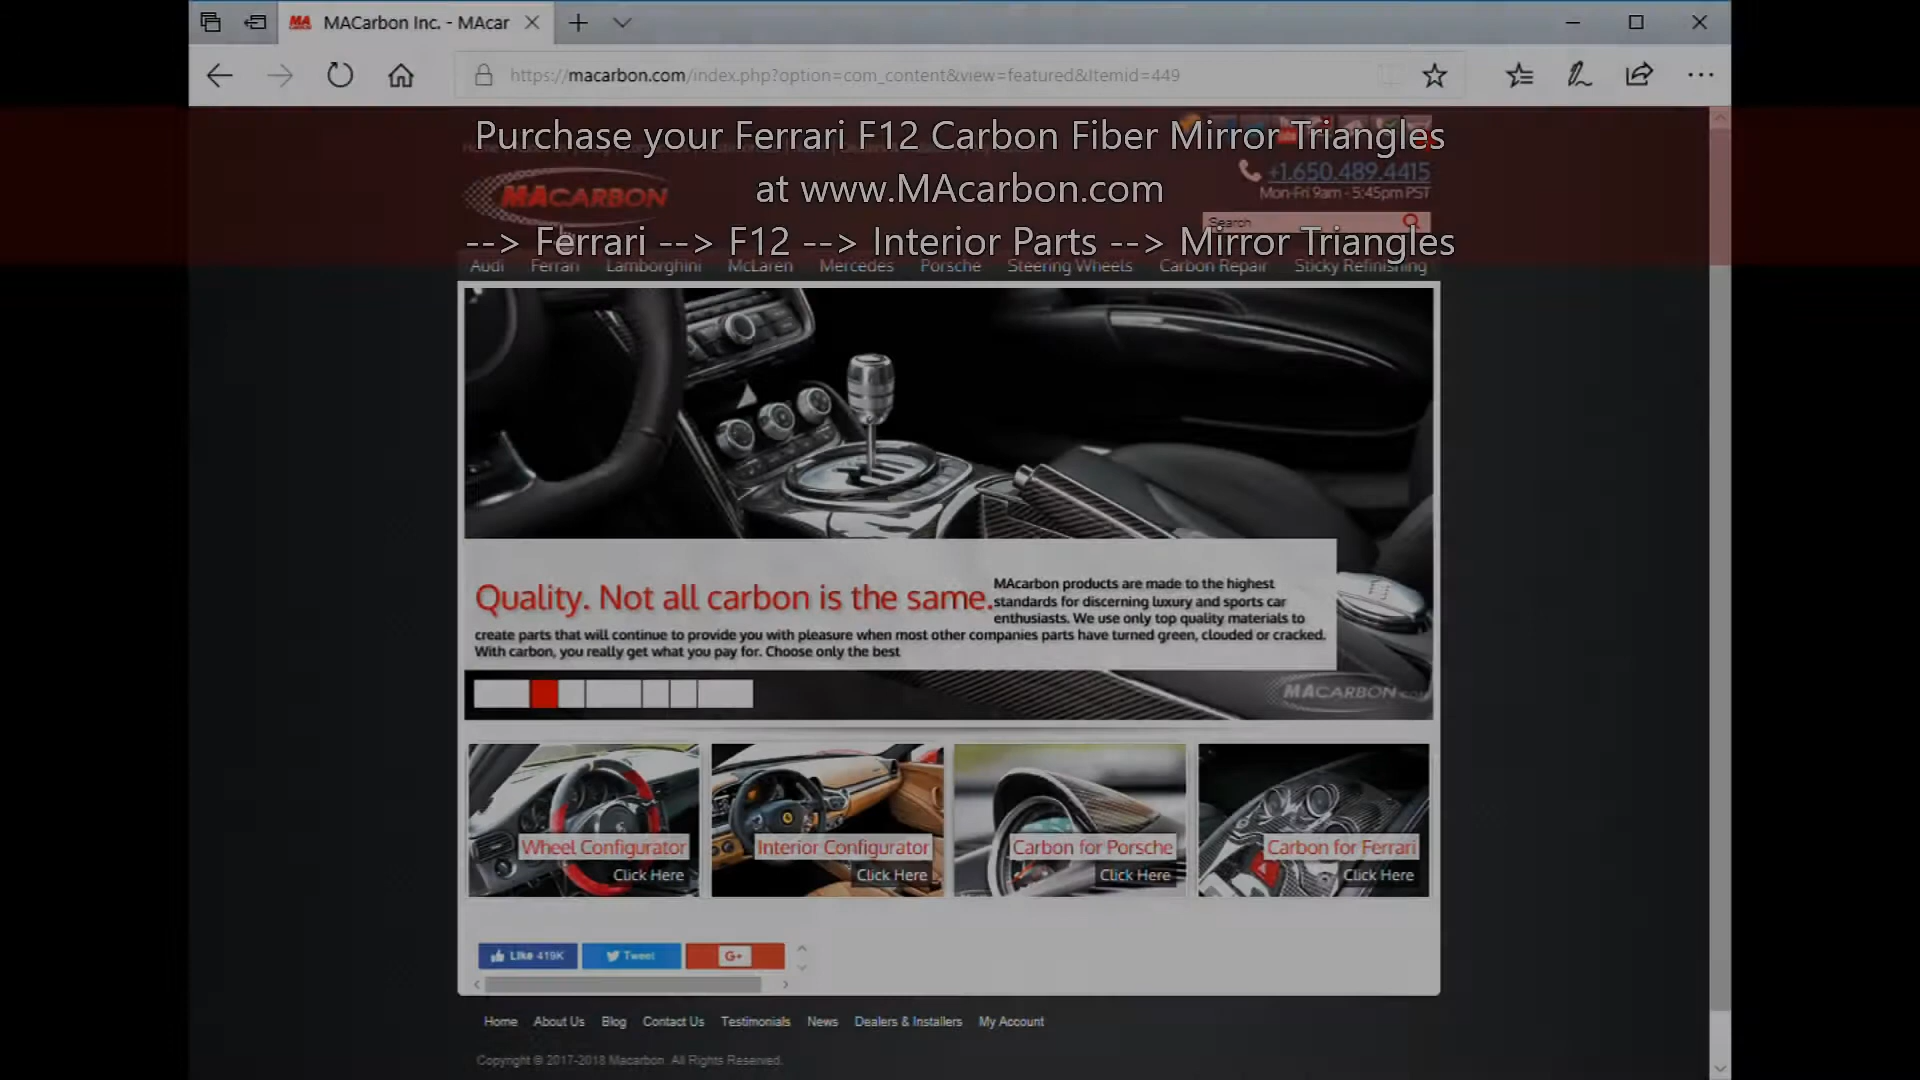 MACarbon Inc. - MAcar
https://macarbon.com/index.php?option=com_content&view=featured&Itemid=449
Purchase your Ferrari F12 Carbon Fiber Mirror Triangles
at www.MAcarbon.com
--> Ferrari --> F12 --> Interior Parts --> Mirror Triangles
MACARBON
+1.650.489.4415
Mon-Fri 9am - 5:45pm PST
Search
Audi Ferrari Lamborghini McLaren Mercedes Porsche Steering Wheels Carbon Repair Sticky Refinishing
Quality. Not all carbon is the same.
MAcarbon products are made to the highest
standards for discerning luxury and sports car
enthusiasts. We use only top quality materials to
create parts that will continue to provide you with pleasure when most other companies parts have turned green, clouded or cracked.
With carbon, you really get what you pay for. Choose only the best
MACARBON.COM
Wheel Configurator
Click Here
Interior Configurator
Click Here
Carbon for Porsche
Click Here
Carbon for Ferrari
Click Here
Like 419K
Tweet
G+
Home About Us Blog Contact Us Testimonials News Dealers & Installers My Account
Copyright © 2017-2018 Macarbon. All Rights Reserved.